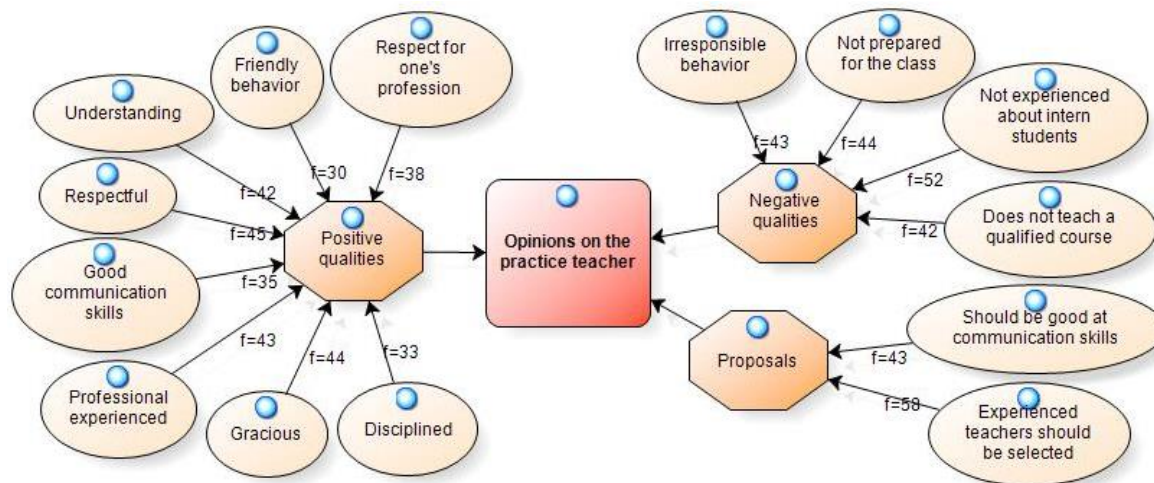 Understanding
Friendly
behavior
Respect for
one's
profession
Respectful
Good
communication
skills
Professional
experienced
Gracious
Disciplined
f=42
f=30
f=38
f=45
f=35
f=43
f=44
f=33
Positive
qualities
Opinions on the
practice teacher
Irresponsible
behavior
Not prepared
for the class
Not experienced
about intern
students
Does not teach a
qualified course
f=43
f=44
f=52
f=42
Negative
qualities
Proposals
Should be good at
communication skills
f=43
f=58
Experienced
teachers should
be selected